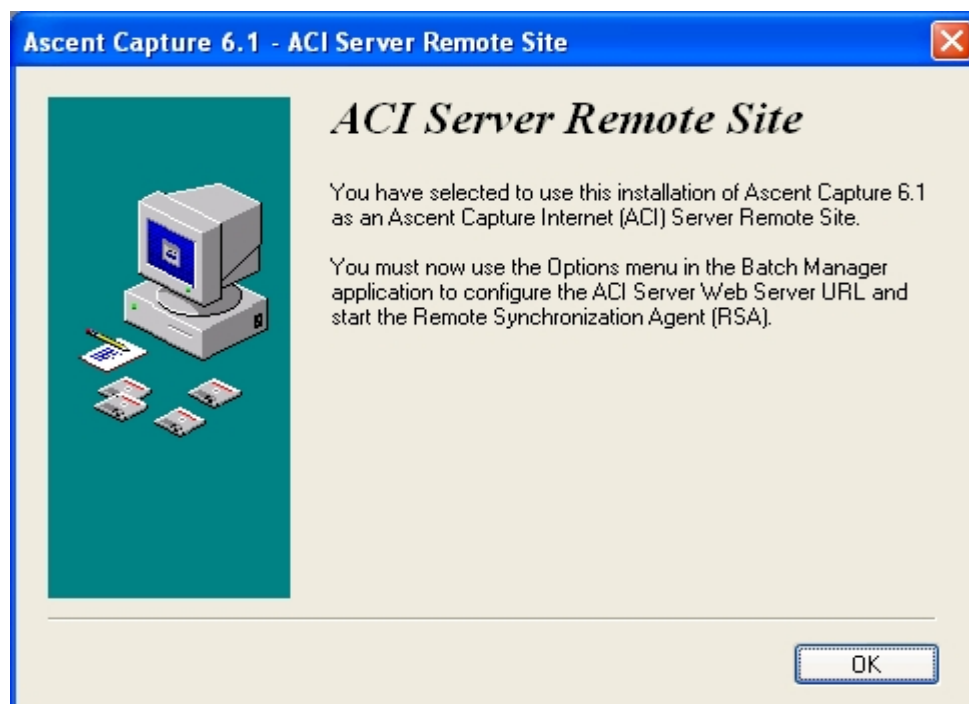 Ascent Capture 6.1 - ACI Server Remote Site
ACI Server Remote Site
You have selected to use this installation of Ascent Capture 6.1
as an Ascent Capture Internet (ACI) Server Remote Site.
You must now use the Options menu in the Batch Manager
application to configure the ACI Server Web Server URL and
start the Remote Synchronization Agent (RSA).
OK